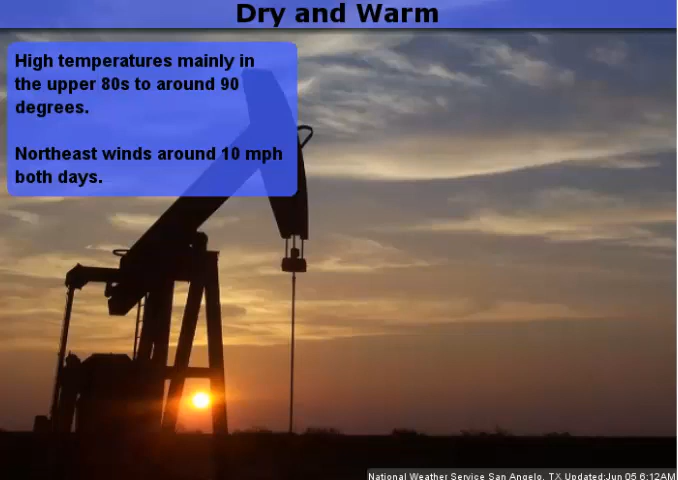 Dry and Warm
High temperatures mainly in
the upper 80s to around 90
degrees.
Northeast winds around 10 mph
both days.
National Weather Service San Angelo, TX Updated:Jun 05 6:12AM